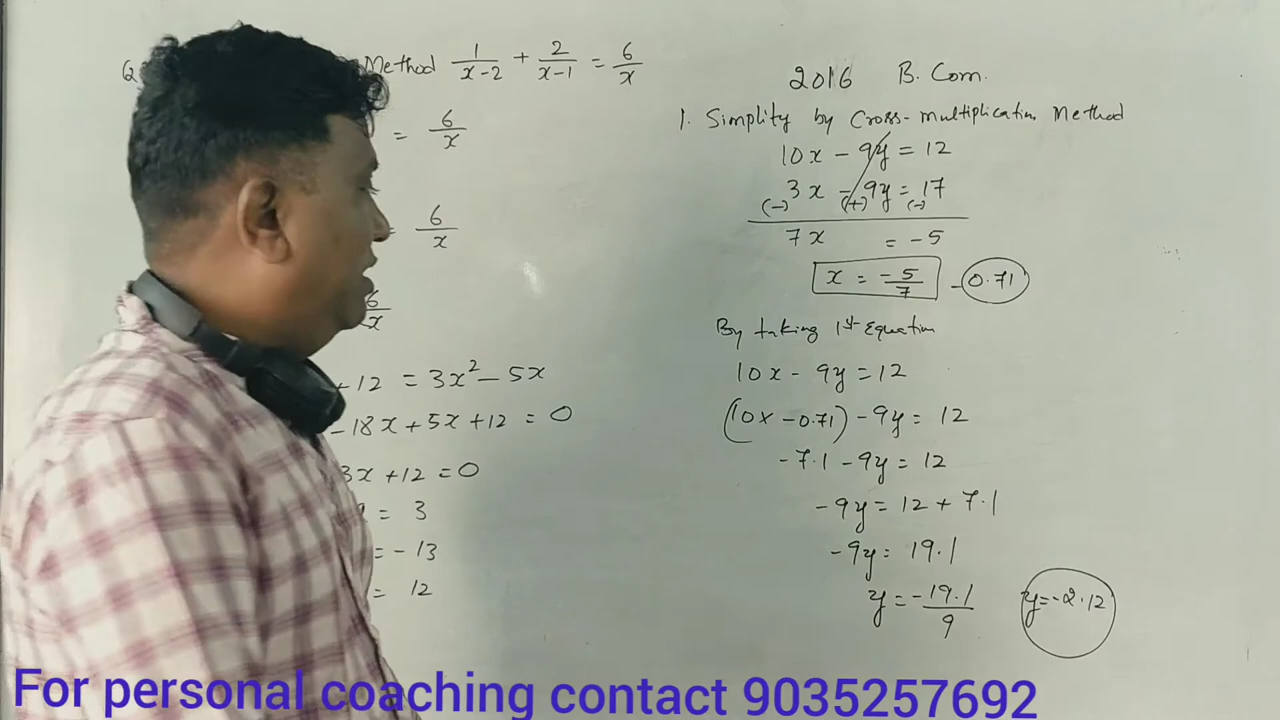 Q Method 1/(x-2) + 2/(x-1) = 6/x
= 6/x
= 6/x
6/x
+12 = 3x² - 5x
-18x + 5x + 12 = 0
3x + 12 = 0
= 3
= -13
= 12
2016 B. Com.
1. Simplity by Cross-multiplication Method
10x - 9y = 12
3x - 9y = 17
(-) (+) (-)
7x = -5
x = -5/7 -0.71
By taking 1st Equation
10x - 9y = 12
(10x -0.71) - 9y = 12
-7.1 - 9y = 12
-9y = 12 + 7.1
-9y = 19.1
y = -19.1/9 y = -2.12
For personal coaching contact 9035257692